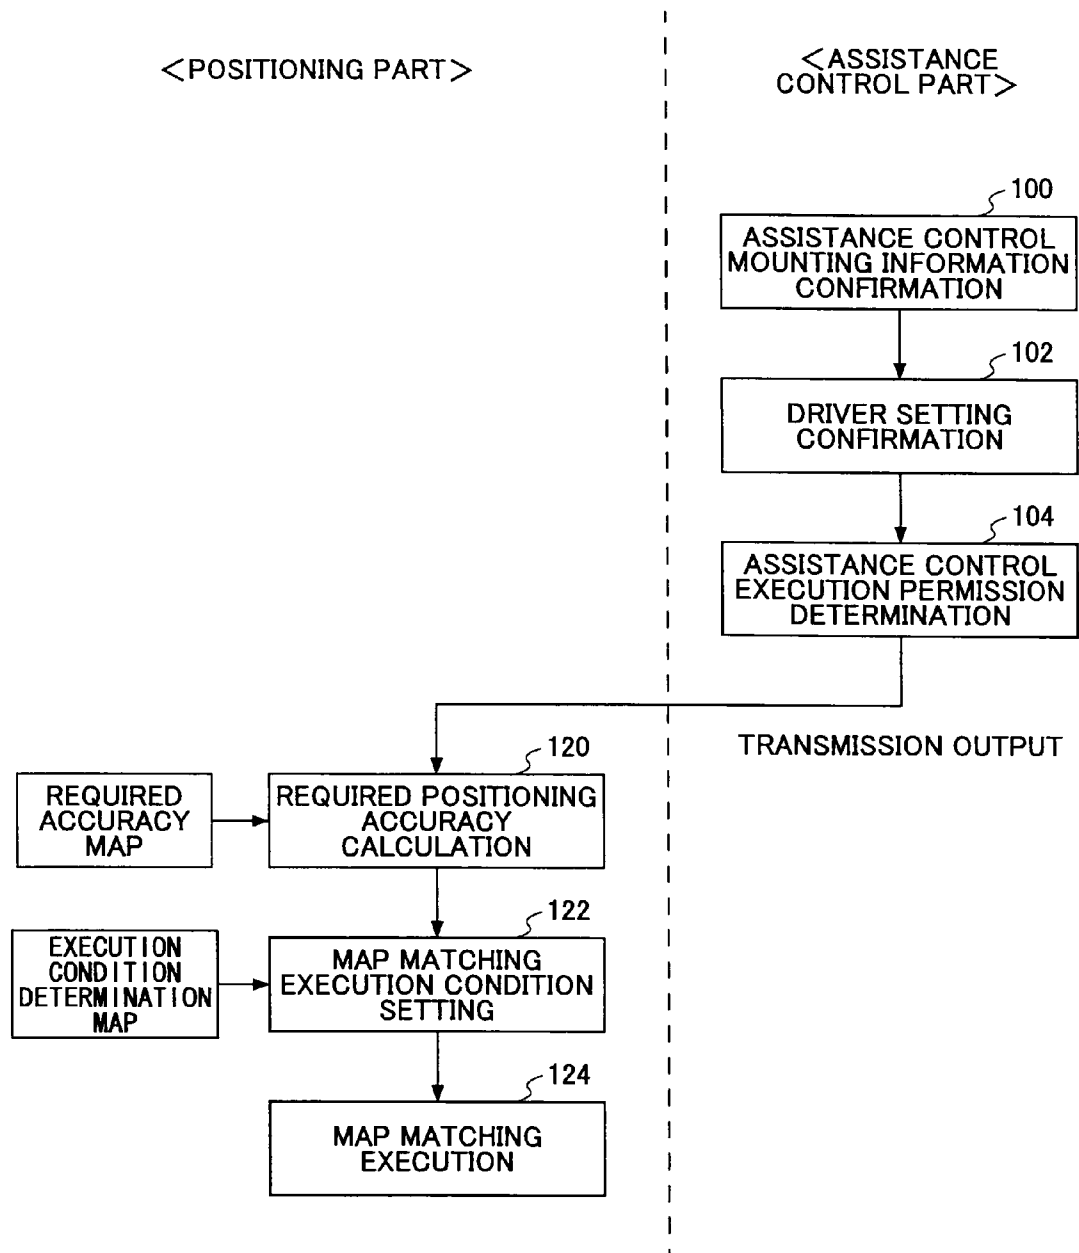 <POSITIONING PART>
<ASSISTANCE
CONTROL PART>
100
ASSISTANCE CONTROL
MOUNTING INFORMATION
CONFIRMATION
102
DRIVER SETTING
CONFIRMATION
104
ASSISTANCE CONTROL
EXECUTION PERMISSION
DETERMINATION
TRANSMISSION OUTPUT
120
REQUIRED
ACCURACY
MAP
REQUIRED POSITIONING
ACCURACY
CALCULATION
122
EXECUTION
CONDITION
DETERMINATION
MAP
MAP MATCHING
EXECUTION CONDITION
SETTING
124
MAP MATCHING
EXECUTION